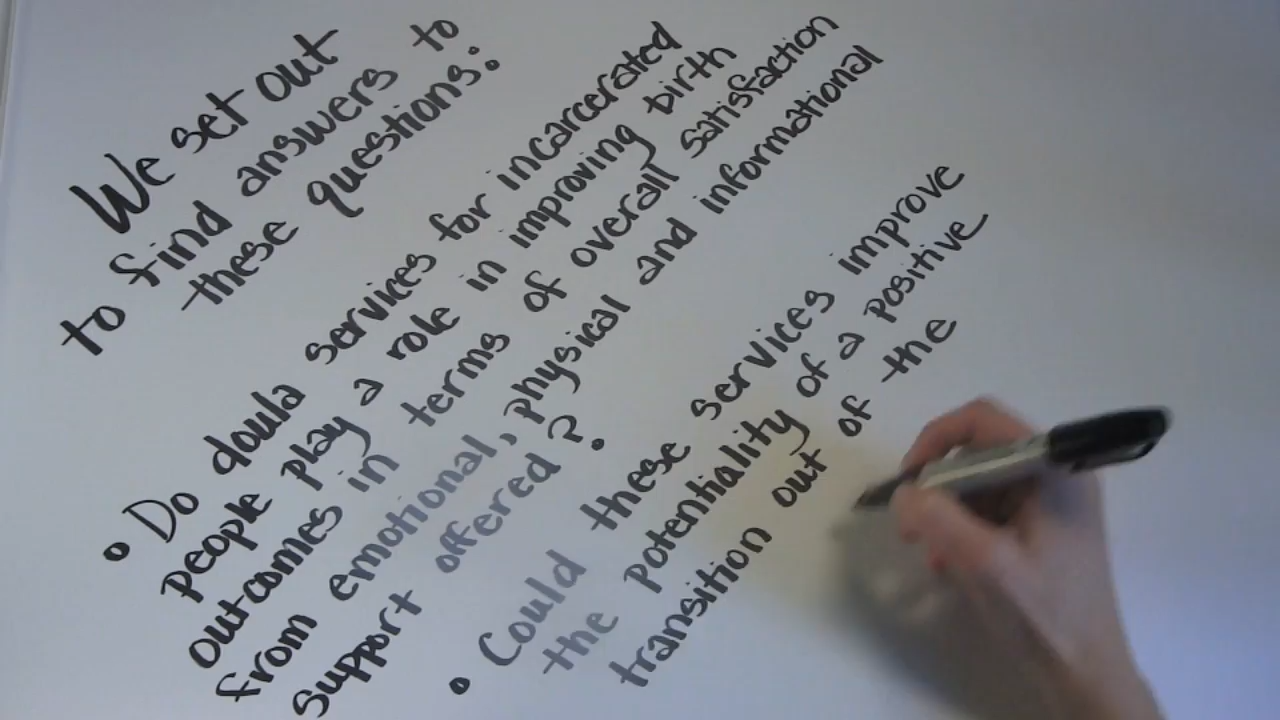 We set out
to find answers to
these questions:
• Do doula services for incarcerated
people play a role in improving birth
outcomes in terms of overall satisfaction
from emotional, physical and informational
support offered?
• Could these services improve
the potentiality of a positive
transition out of the